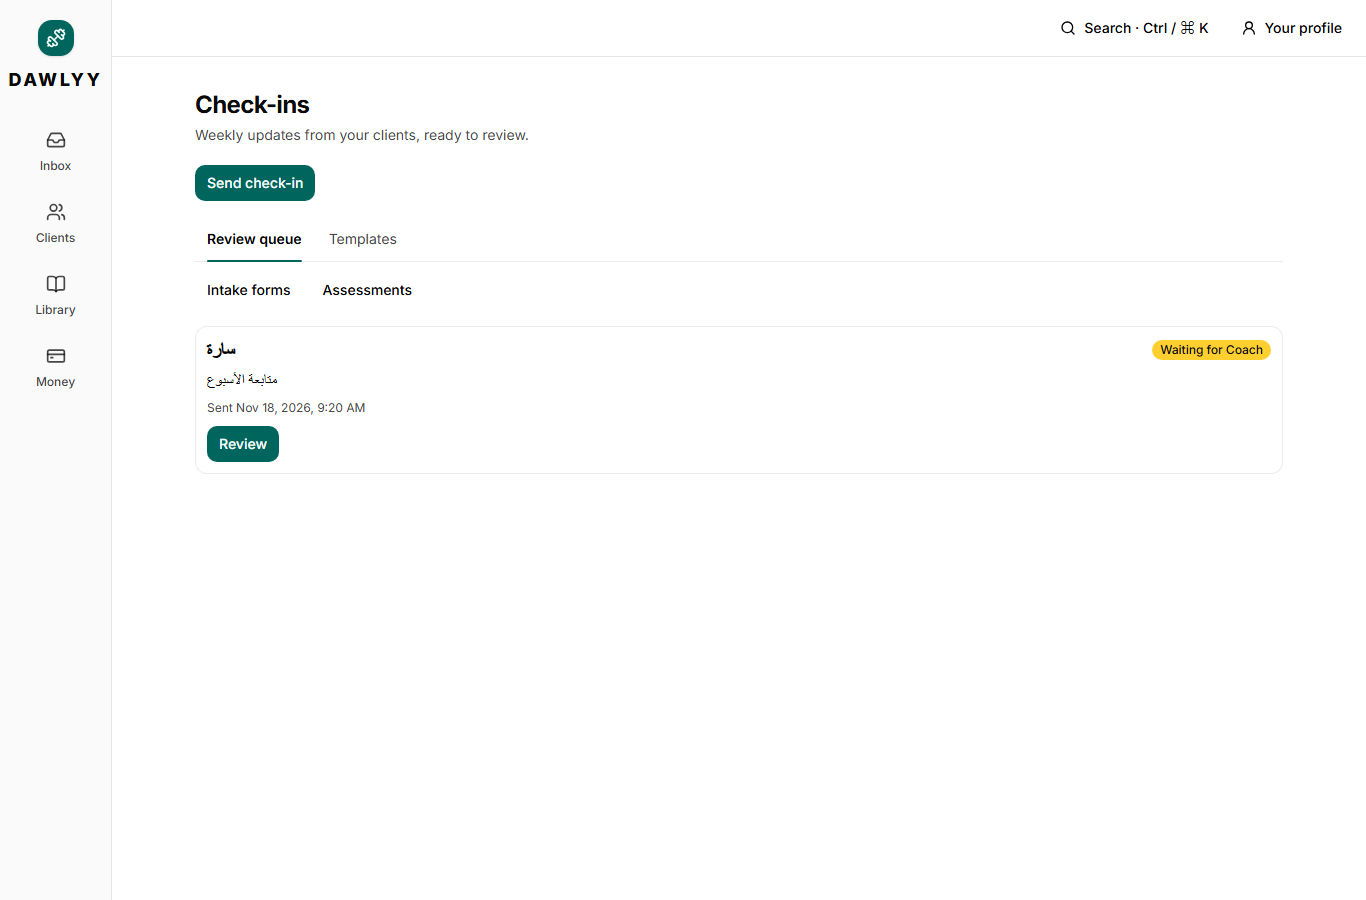 DAWLYY
Inbox
Clients
Library
Money
Search · Ctrl / ⌘ K
Your profile
Check-ins
Weekly updates from your clients, ready to review.
Send check-in
Review queue
Templates
Intake forms
Assessments
سارة
Waiting for Coach
متابعة الأسبوع
Sent Nov 18, 2026, 9:20 AM
Review